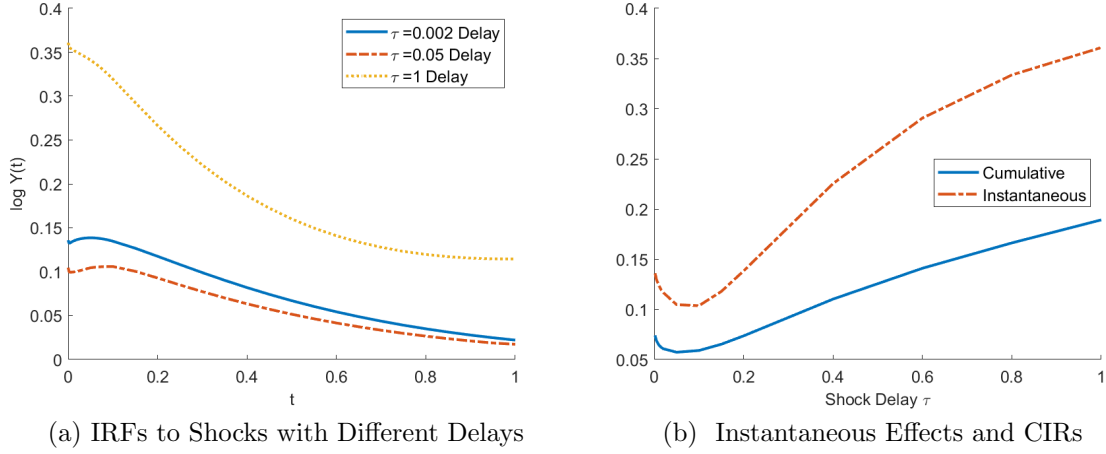 0.4
0.35
0.3
0.25
0.2
0.15
0.1
0.05
0
log Y(t)
τ =0.002 Delay
τ =0.05 Delay
τ =1 Delay
0 0.2 0.4 0.6 0.8 1
t
(a) IRFs to Shocks with Different Delays
0.4
0.35
0.3
0.25
0.2
0.15
0.1
0.05
Cumulative
Instantaneous
0 0.2 0.4 0.6 0.8 1
Shock Delay τ
(b) Instantaneous Effects and CIRs